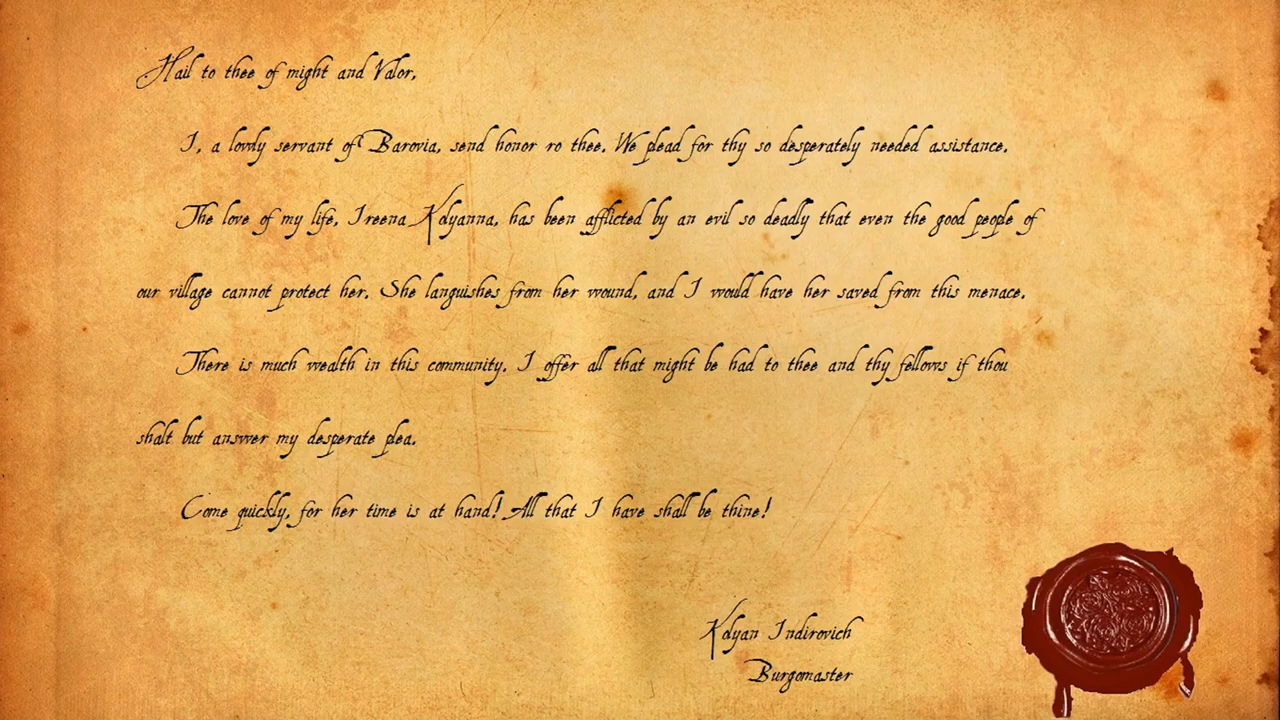 Hail to thee of might and Valor,
I, a lowly servant of Barovia, send honor ro thee. We plead for thy so desperately needed assistance.
The love of my life, Ireena Kolyanna, has been afflicted by an evil so deadly that even the good people of
our village cannot protect her. She languishes from her wound, and I would have her saved from this menace.
There is much wealth in this community. I offer all that might be had to thee and thy fellows if thou
shalt but answer my desperate plea.
Come quickly, for her time is at hand! All that I have shall be thine!
Kolyan Indirovich
Burgomaster